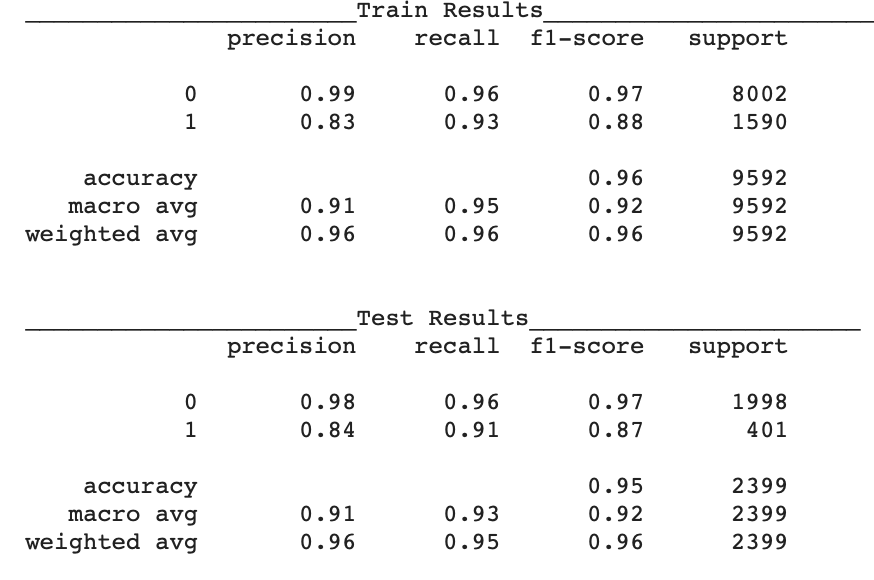 _______________________Train Results_______________________
precision recall f1-score support
0 0.99 0.96 0.97 8002
1 0.83 0.93 0.88 1590
accuracy 0.96 9592
macro avg 0.91 0.95 0.92 9592
weighted avg 0.96 0.96 0.96 9592
_______________________Test Results_______________________
precision recall f1-score support
0 0.98 0.96 0.97 1998
1 0.84 0.91 0.87 401
accuracy 0.95 2399
macro avg 0.91 0.93 0.92 2399
weighted avg 0.96 0.95 0.96 2399